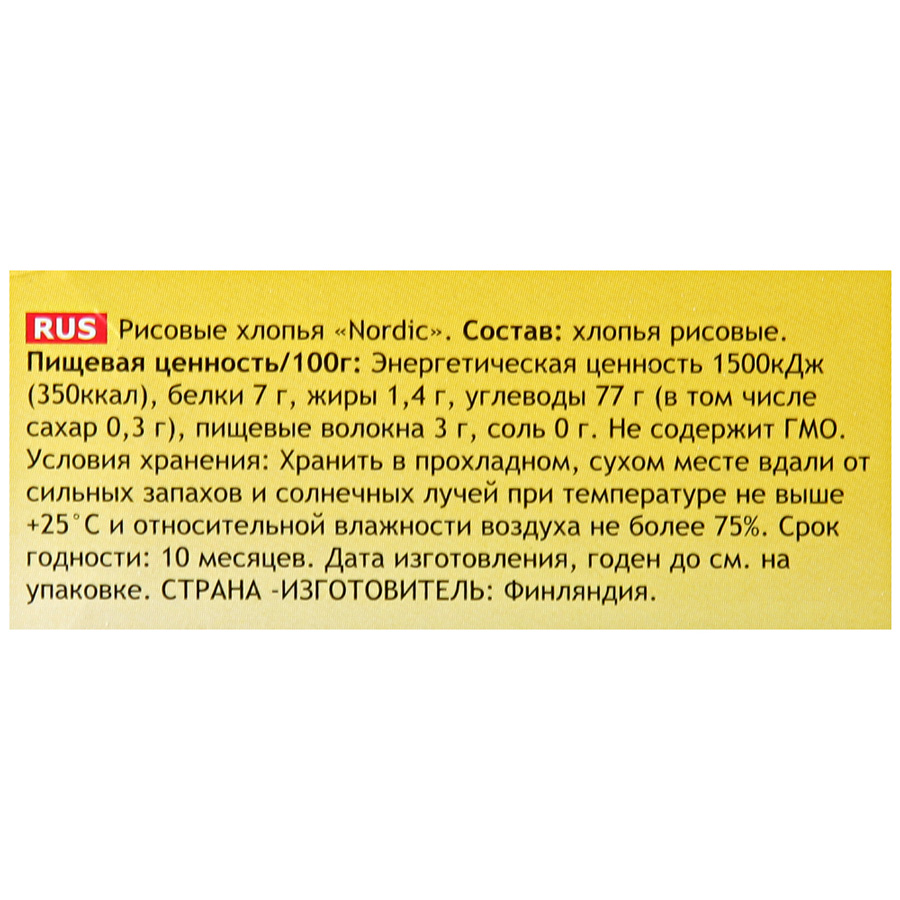 RUS Рисовые хлопья «Nordic». Состав: хлопья рисовые.
Пищевая ценность/100г: Энергетическая ценность 1500кДж
(350ккал), белки 7 г, жиры 1,4 г, углеводы 77 г (в том числе
сахар 0,3 г), пищевые волокна 3 г, соль 0 г. Не содержит ГМО.
Условия хранения: Хранить в прохладном, сухом месте вдали от
сильных запахов и солнечных лучей при температуре не выше
+25°С и относительной влажности воздуха не более 75%. Срок
годности: 10 месяцев. Дата изготовления, годен до см. на
упаковке. СТРАНА -ИЗГОТОВИТЕЛЬ: Финляндия.